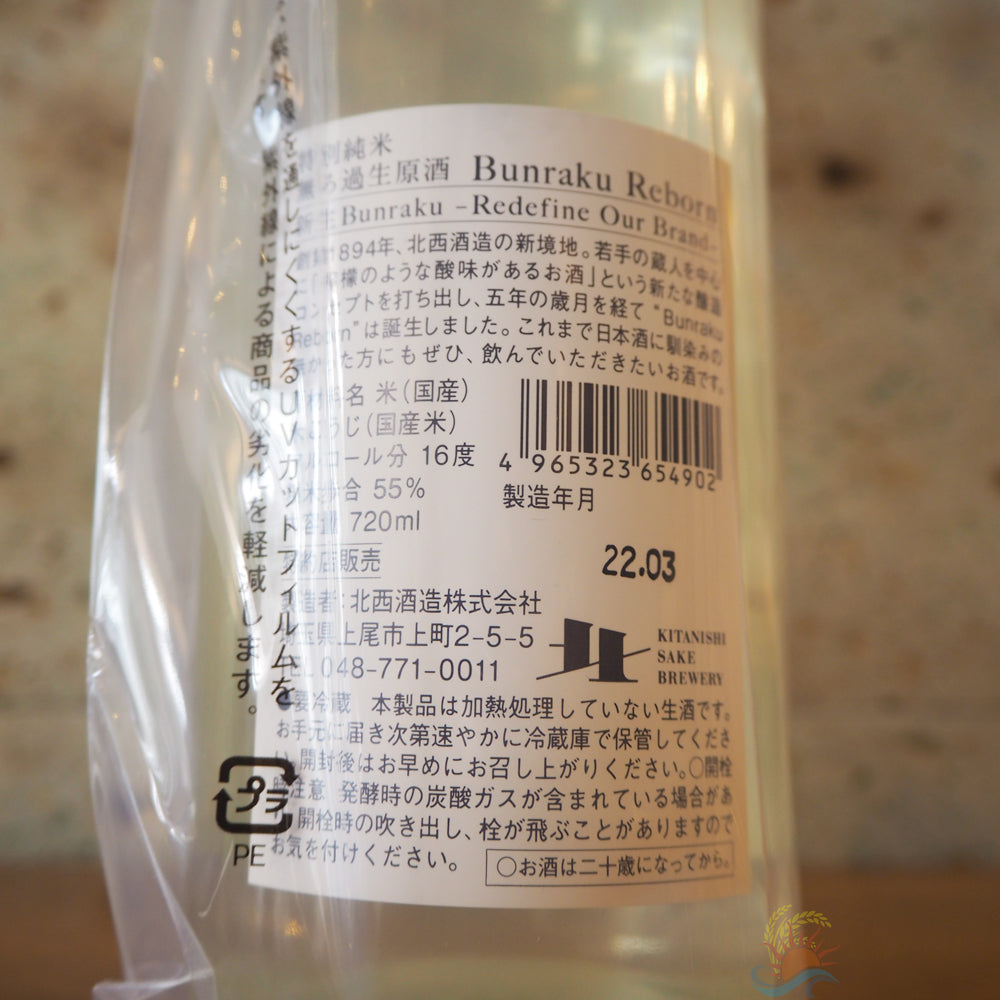 紫外線を通しにくくするUVカットフィルムを
紫外線による商品の劣化を軽減します。
プラ
PE
特別純米
無ろ過生原酒 Bunraku Reborn
新生Bunraku –Redefine Our Brand–
創業1894年、北西酒造の新境地。若手の蔵人を中心
に「檸檬のような酸味があるお酒」という新たな醸造
コンセプトを打ち出し、五年の歳月を経て“Bunraku
Reborn”は誕生しました。これまで日本酒に馴染みの
無かった方にもぜひ、飲んでいただきたいお酒です。
原材料名 米(国産)
米こうじ(国産米)
アルコール分 16度
精米歩合 55%
内容量 720ml
店販売
4 965323 654902
製造年月
22.03
製造者:北西酒造株式会社
埼玉県上尾市上町2-5-5
TEL 048-771-0011
KITANISHI
SAKE
BREWERY
要冷蔵 本製品は加熱処理していない生酒です。
お手元に届き次第速やかに冷蔵庫で保管してくださ
い。開封後はお早めにお召し上がりください。○開栓
時注意 発酵時の炭酸ガスが含まれている場合があ
り、開栓時の吹き出し、栓が飛ぶことがありますので
お気を付けください。
○お酒は二十歳になってから。